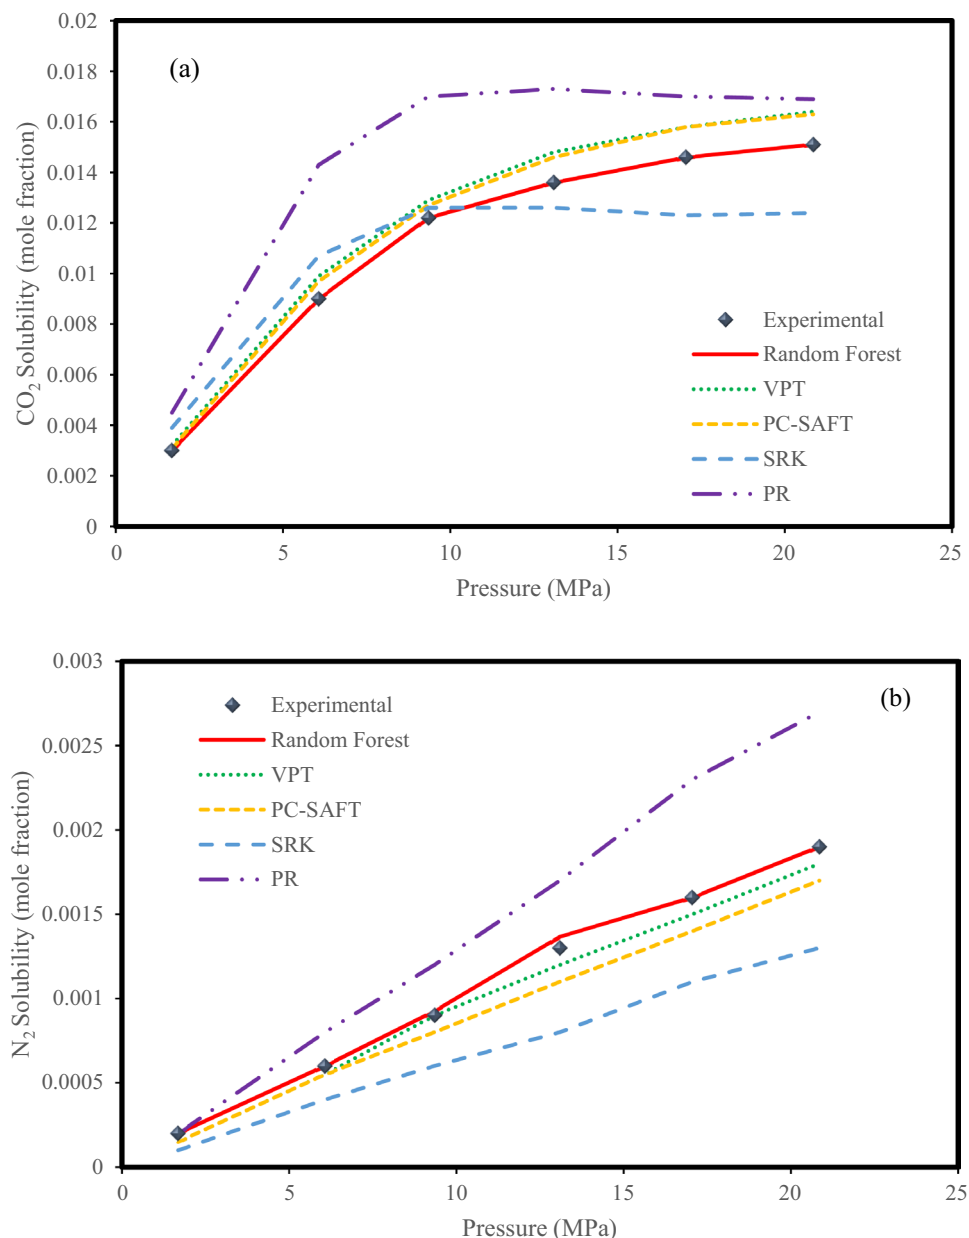 0.02
0.018
0.016
0.014
0.012
0.01
0.008
0.006
0.004
0.002
0
CO2 Solubility (mole fraction)
(a)
Experimental
Random Forest
VPT
PC-SAFT
SRK
PR
0 5 10 15 20 25
Pressure (MPa)
0.003
0.0025
0.002
0.0015
0.001
0.0005
0
N2 Solubility (mole fraction)
(b)
Experimental
Random Forest
VPT
PC-SAFT
SRK
PR
0 5 10 15 20 25
Pressure (MPa)